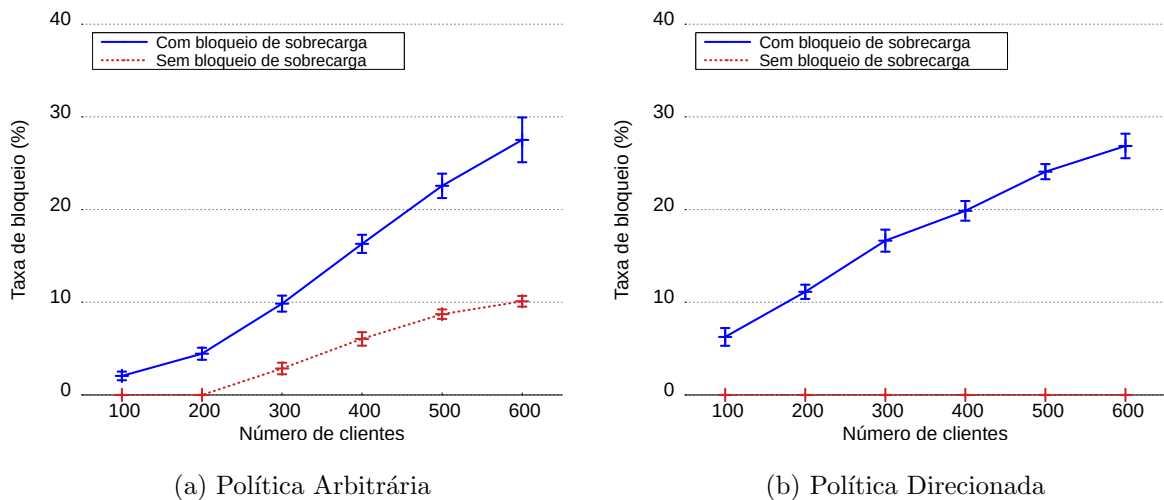 40
30
20
10
0
Taxa de bloqueio (%)
Com bloqueio de sobrecarga
Sem bloqueio de sobrecarga
100 200 300 400 500 600
Número de clientes
(a) Política Arbitrária
40
30
20
10
0
Taxa de bloqueio (%)
Com bloqueio de sobrecarga
Sem bloqueio de sobrecarga
100 200 300 400 500 600
Número de clientes
(b) Política Direcionada